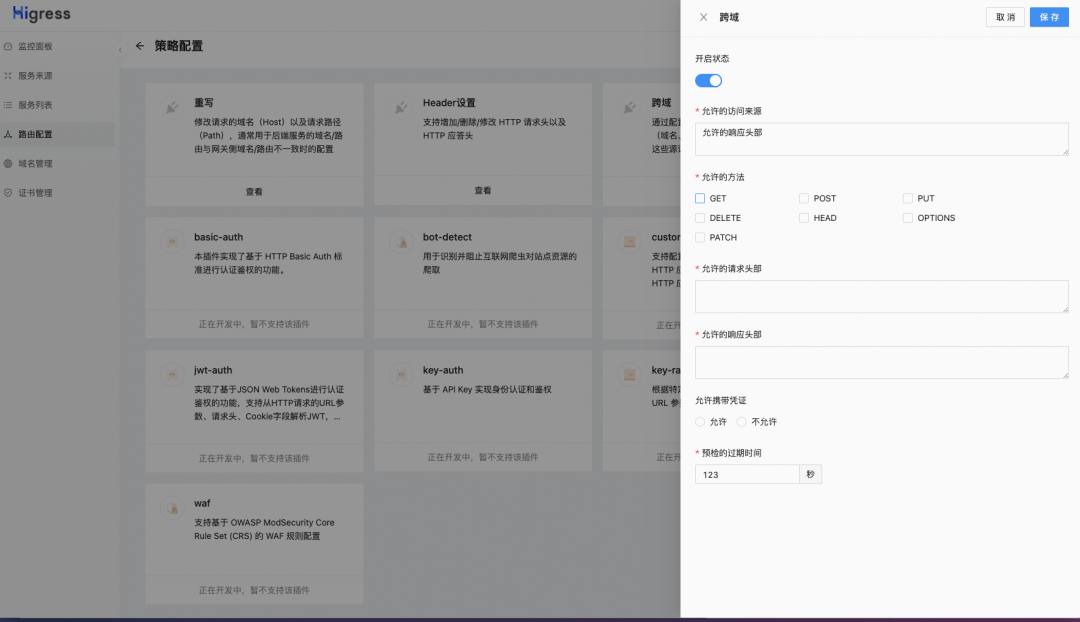 Higress
监控面板
服务来源
服务列表
路由配置
域名管理
证书管理
策略配置
重写
修改请求的域名（Host）以及请求路径
（Path），通常用于后端服务的域名/路
由与网关侧域名/路由不一致时的配置
查看
Header设置
支持增加/删除/修改 HTTP 请求头以及
HTTP 应答头
查看
跨域
通过配置
（域名、
这些源访
basic-auth
本插件实现了基于 HTTP Basic Auth 标
准进行认证鉴权的功能。
正在开发中，暂不支持该插件
bot-detect
用于识别并阻止互联网爬虫对站点资源的
爬取
正在开发中，暂不支持该插件
custor
支持配
HTTP 应
HTTP 应
正在开
jwt-auth
实现了基于JSON Web Tokens进行认证
鉴权的功能，支持从HTTP请求的URL参
数、请求头、Cookie字段解析JWT，...
正在开发中，暂不支持该插件
key-auth
基于 API Key 实现身份认证和鉴权
正在开发中，暂不支持该插件
key-ra
根据特定
URL 参
正在开
waf
支持基于 OWASP ModSecurity Core
Rule Set (CRS) 的 WAF 规则配置
正在开发中，暂不支持该插件
跨域
取 消
保 存
开启状态
* 允许的访问来源
允许的响应头部
* 允许的方法
GET
POST
PUT
DELETE
HEAD
OPTIONS
PATCH
* 允许的请求头部
* 允许的响应头部
允许携带凭证
允许
不允许
* 预检的过期时间
123
秒